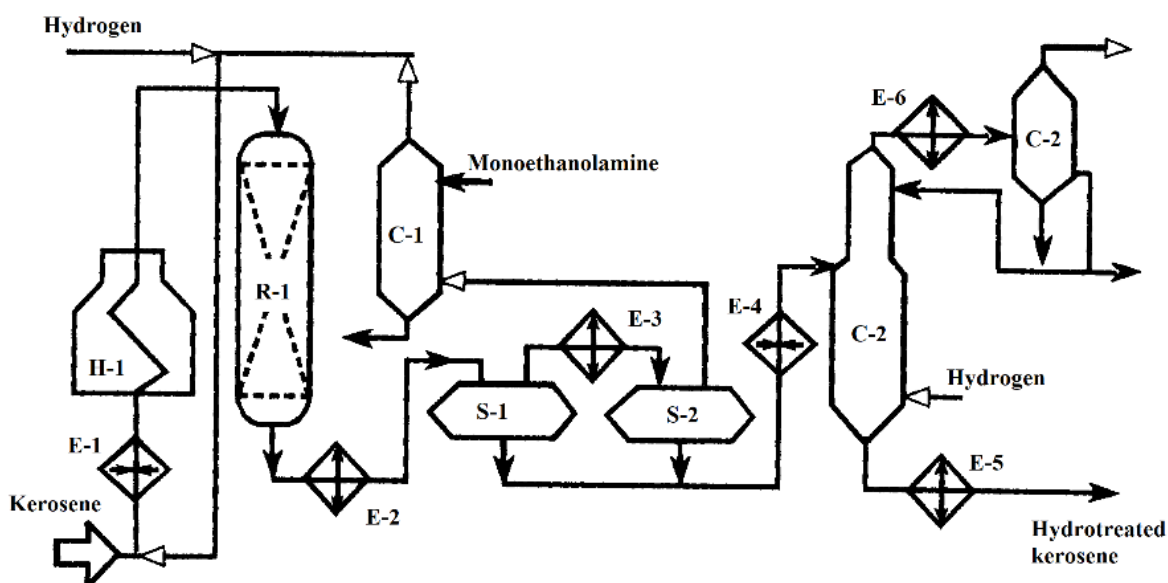 Hydrogen
E-6
C-2
Monoethanolamine
C-1
R-1
E-3
E-4
C-2
H-1
Hydrogen
S-1
S-2
E-1
E-5
Kerosene
E-2
Hydrotreated
kerosene